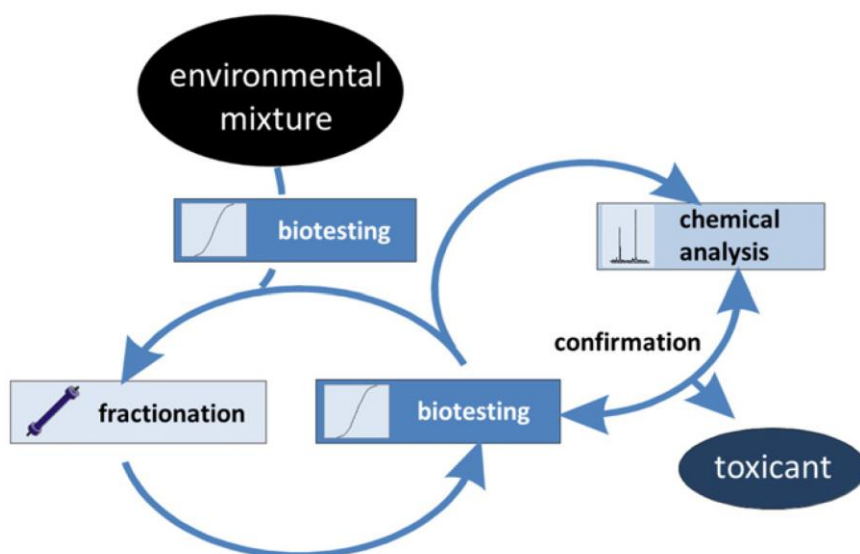 environmental
mixture
biotesting
chemical
analysis
confirmation
fractionation
biotesting
toxicant